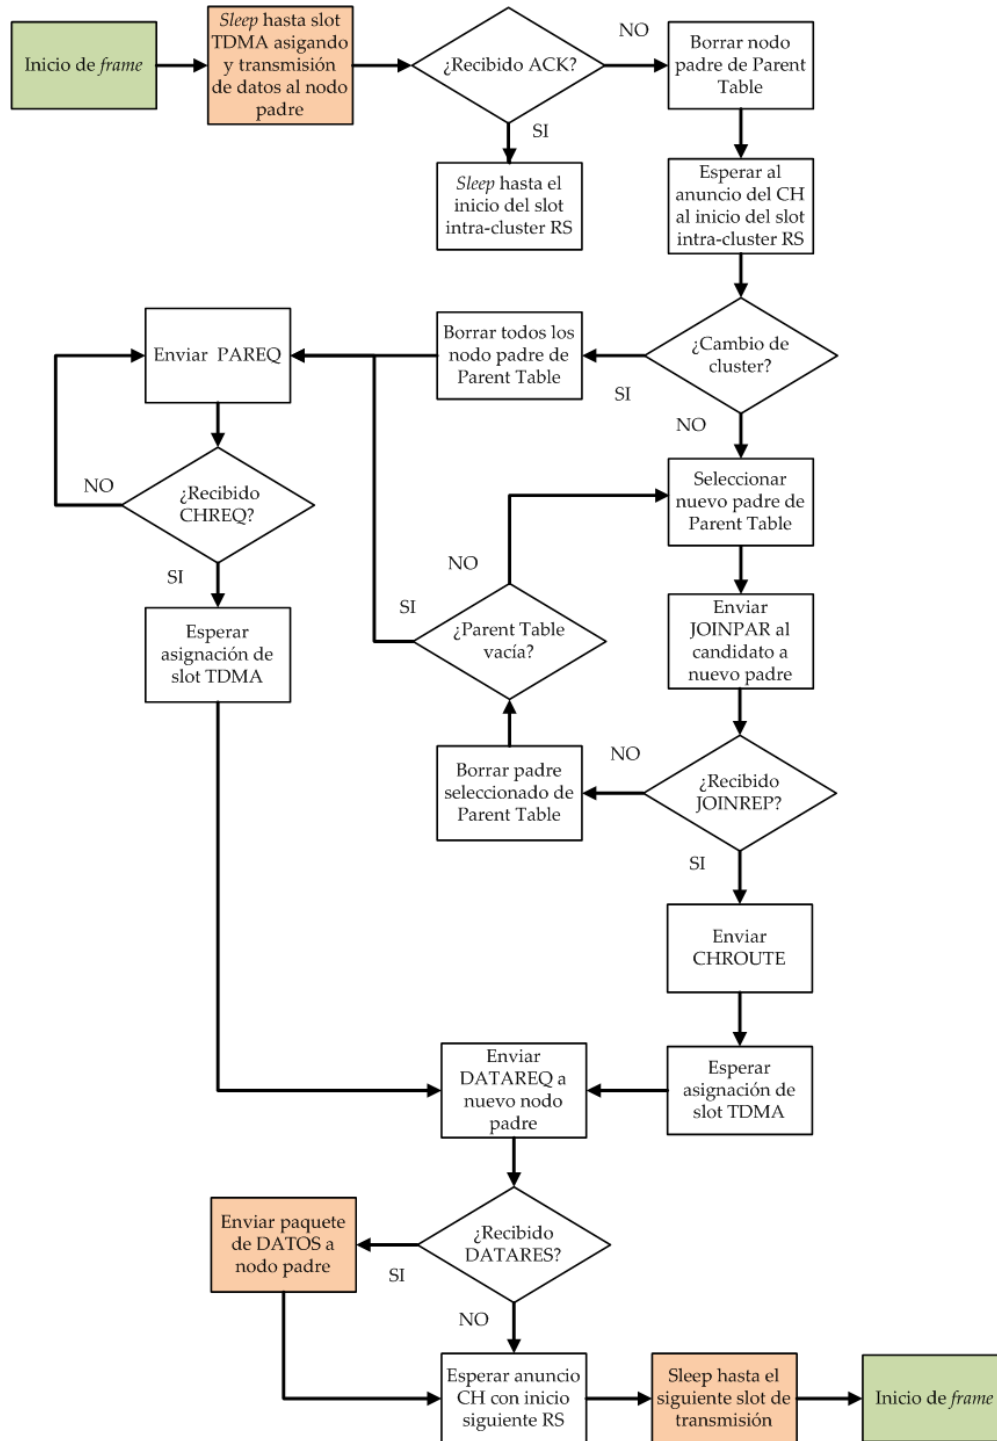 Inicio de frame
Sleep hasta slot
TDMA asigando
y transmisión
de datos al nodo
padre
¿Recibido ACK?
NO
Borrar nodo
padre de Parent
Table
SI
Sleep hasta el
inicio del slot
intra-cluster RS
Esperar al
anuncio del CH
al inicio del slot
intra-cluster RS
¿Cambio de
cluster?
SI
NO
Borrar todos los
nodo padre de
Parent Table
Enviar PAREQ
¿Recibido
CHREQ?
NO
SI
Esperar
asignación de
slot TDMA
Seleccionar
nuevo padre de
Parent Table
NO
SI
¿Parent Table
vacía?
Enviar
JOINPAR al
candidato a
nuevo padre
¿Recibido
JOINREP?
NO
Borrar padre
seleccionado de
Parent Table
SI
Enviar
CHROUTE
Esperar
asignación de
slot TDMA
Enviar
DATAREQ a
nuevo nodo
padre
¿Recibido
DATARES?
SI
Enviar paquete
de DATOS a
nodo padre
NO
Esperar anuncio
CH con inicio
siguiente RS
Sleep hasta el
siguiente slot de
transmisión
Inicio de frame